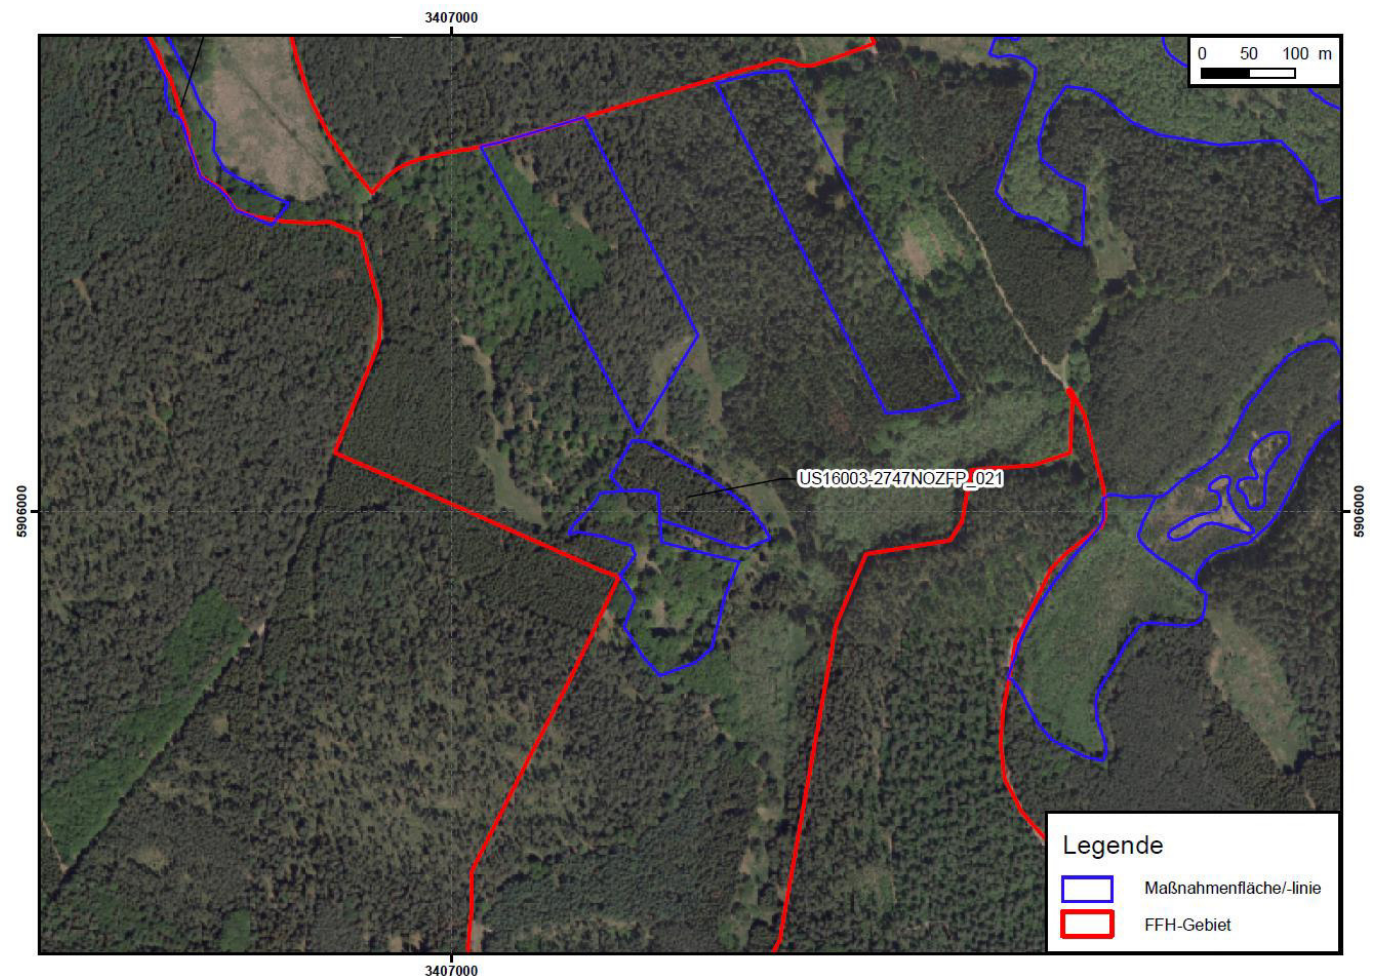 3407000
0 50 100 m
US16003-2747NOZFP_021
5906000
5906000
Legende
Maßnahmenfläche/-linie
FFH-Gebiet
3407000